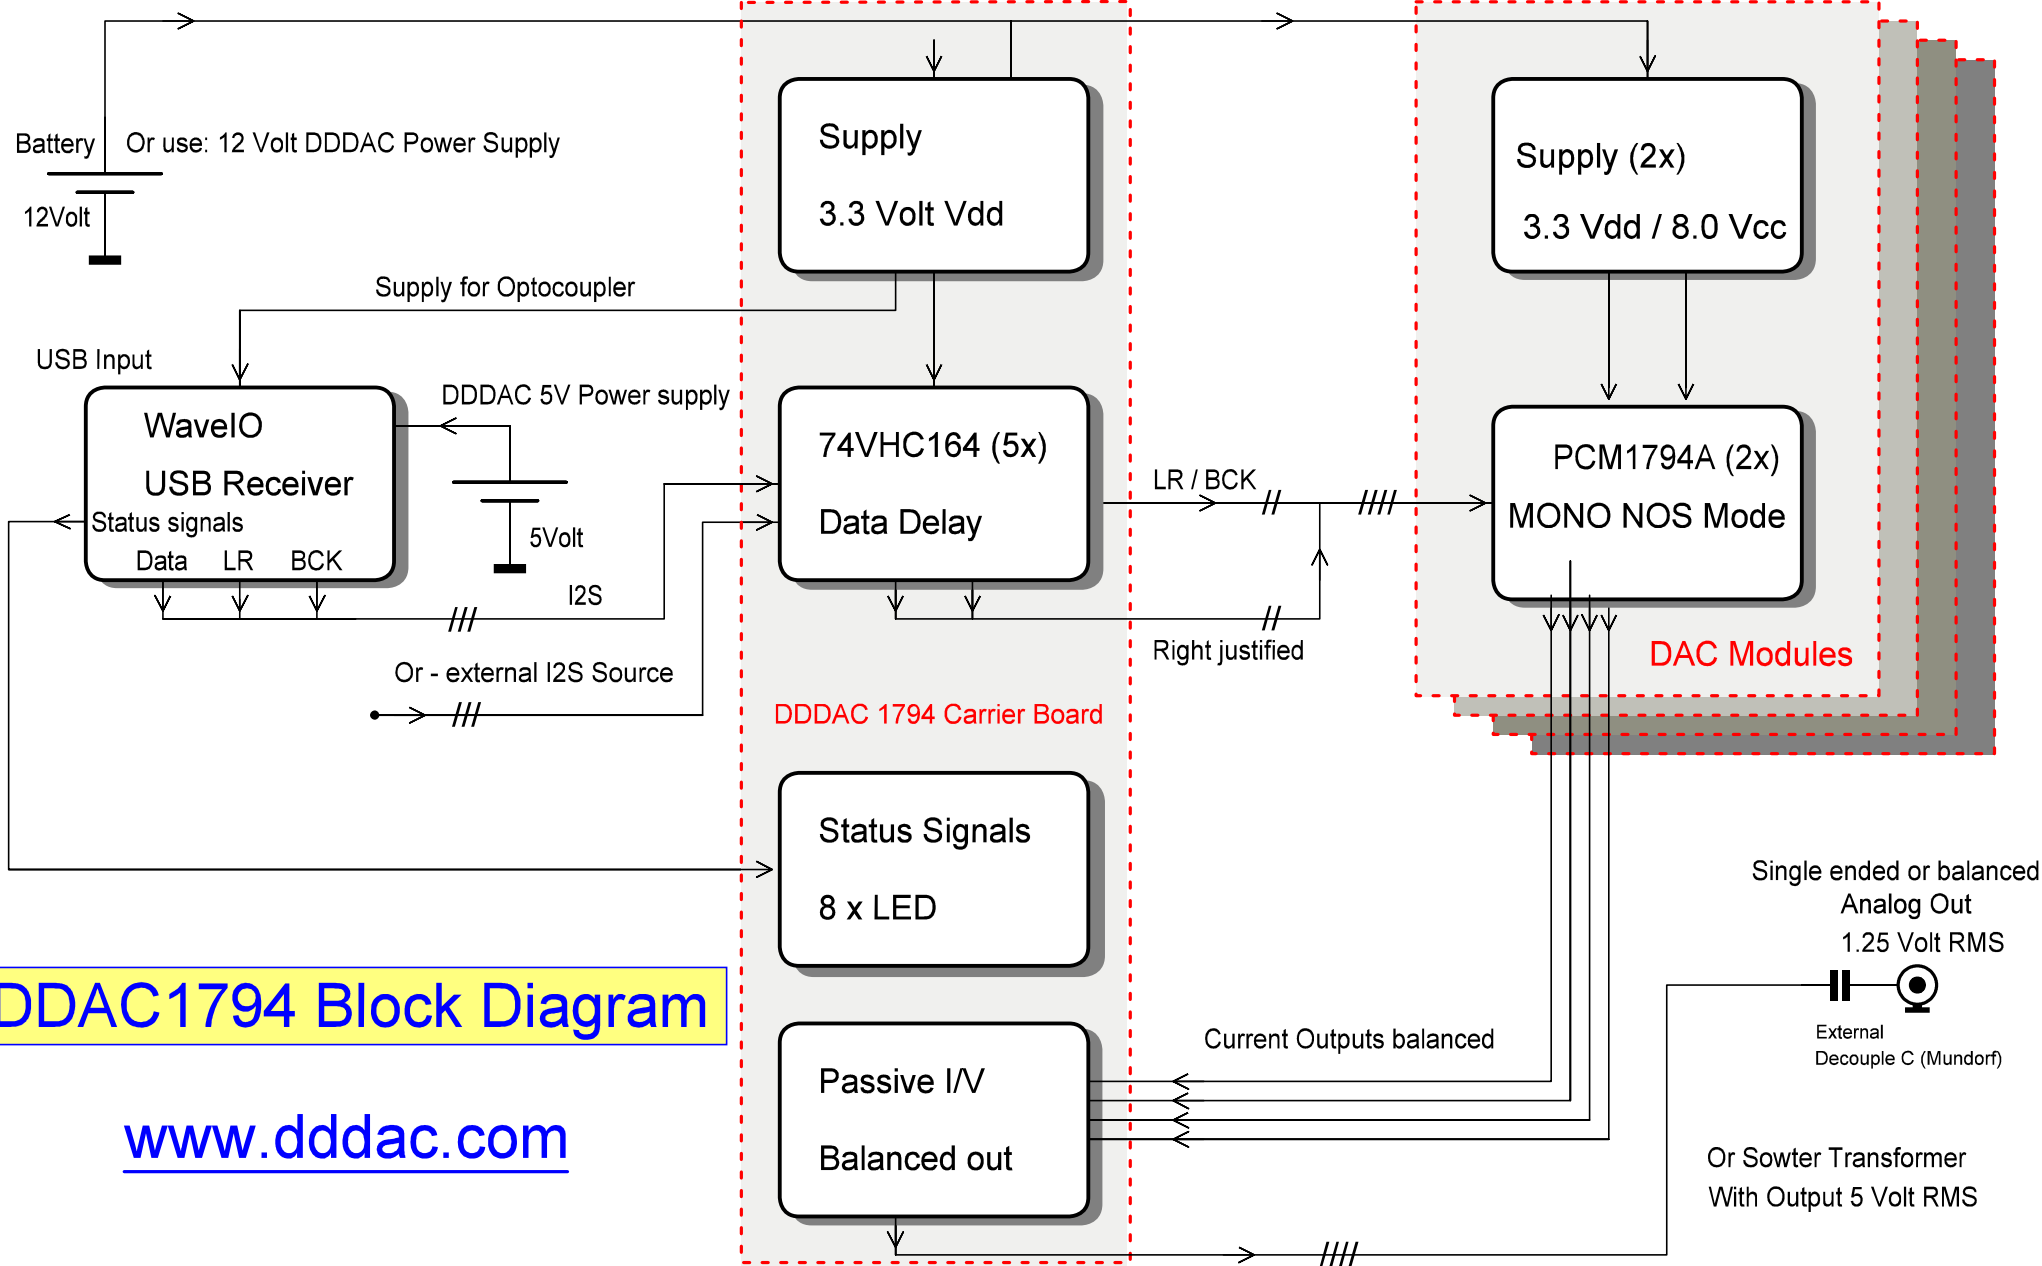 Battery
Or use: 12 Volt DDDAC Power Supply
12Volt
Supply
3.3 Volt Vdd
Supply (2x)
3.3 Vdd / 8.0 Vcc
Supply for Optocoupler
USB Input
DDDAC 5V Power supply
WaveIO
USB Receiver
Status signals
Data LR BCK
5Volt
I2S
74VHC164 (5x)
Data Delay
LR / BCK
PCM1794A (2x)
MONO NOS Mode
Right justified
DAC Modules
Or - external I2S Source
DDDAC 1794 Carrier Board
Status Signals
8 x LED
Single ended or balanced
Analog Out
1.25 Volt RMS
External
Decouple C (Mundorf)
DDAC1794 Block Diagram
www.dddac.com
Current Outputs balanced
Passive I/V
Balanced out
Or Sowter Transformer
With Output 5 Volt RMS